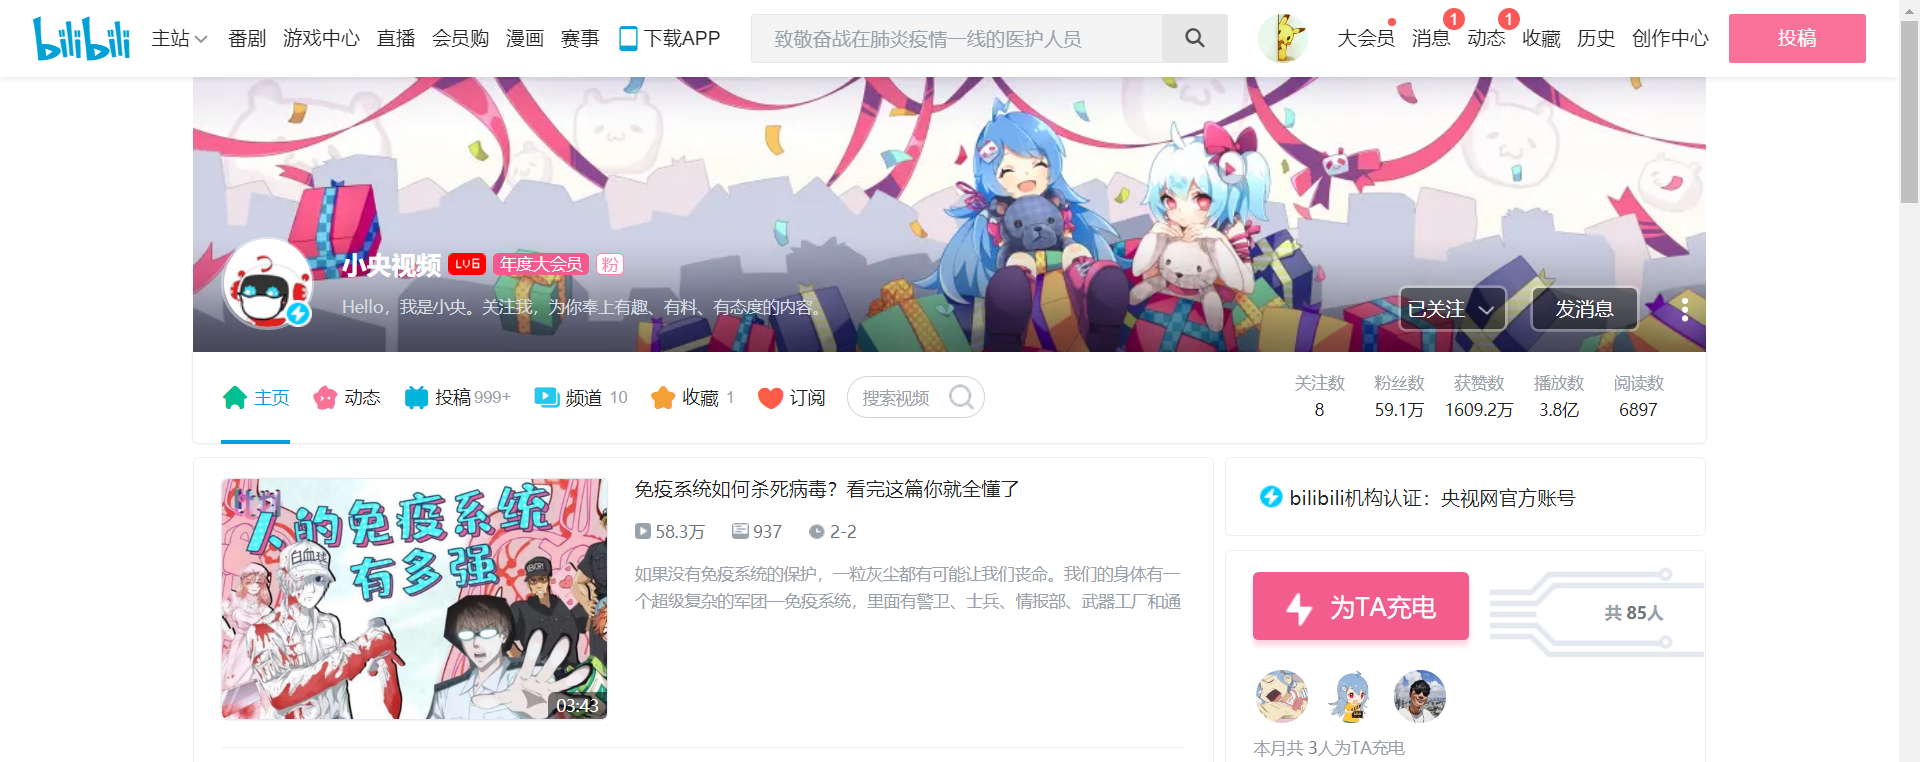 bilibili 主站 番剧 游戏中心 直播 会员购 漫画 赛事 下载APP 致敬奋战在肺炎疫情一线的医护人员 大会员 消息 1 动态 1 收藏 历史 创作中心 投稿
小央视频 LV6 年度大会员 粉
Hello，我是小央。关注我，为你奉上有趣、有料、有态度的内容。
已关注 发消息
主页 动态 投稿 999+ 频道 10 收藏 1 订阅 搜索视频
关注数 粉丝数 获赞数 播放数 阅读数
8 59.1万 1609.2万 3.8亿 6897
人的免疫系统
有多强
白血球
03:43
免疫系统如何杀死病毒？看完这篇你就全懂了
58.3万 937 2-2
如果没有免疫系统的保护，一粒灰尘都有可能让我们丧命。我们的身体有一
个超级复杂的军团—免疫系统，里面有警卫、士兵、情报部、武器工厂和通
bilibili机构认证：央视网官方账号
为TA充电 共 85人
本月共 3人为TA充电